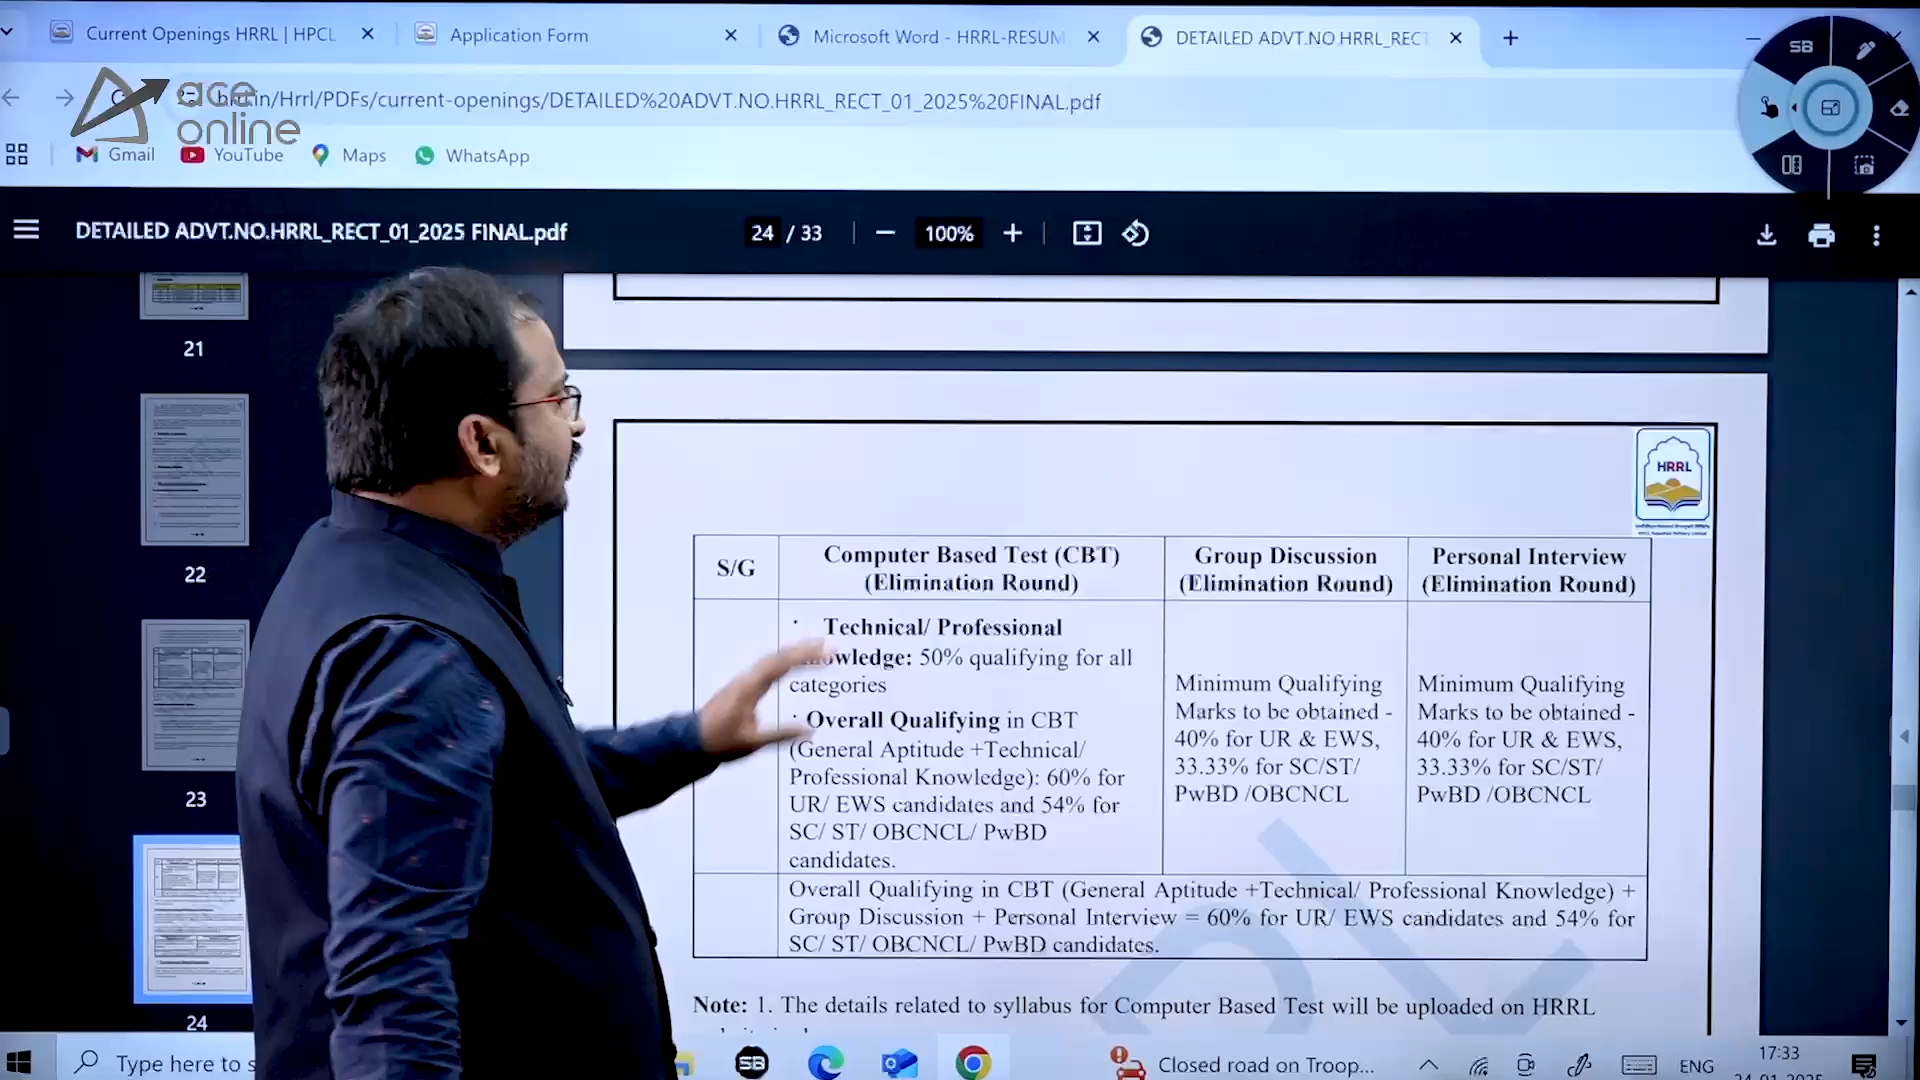 Current Openings HRRL | HPCL
Application Form
Microsoft Word - HRRL-RESUM
DETAILED ADVT.NO HRRL_RECT
SB
ace
online
/Hrrl/PDFs/current-openings/DETAILED%20ADVT.NO.HRRL_RECT_01_2025%20FINAL.pdf
Gmail
YouTube
Maps
WhatsApp
DETAILED ADVT.NO.HRRL_RECT_01_2025 FINAL.pdf
24 / 33
100%
21
22
23
24
HRRL
S/G
Computer Based Test (CBT)
(Elimination Round)
Group Discussion
(Elimination Round)
Personal Interview
(Elimination Round)
· Technical/ Professional
owledge: 50% qualifying for all
categories
· Overall Qualifying in CBT
(General Aptitude +Technical/
Professional Knowledge): 60% for
UR/ EWS candidates and 54% for
SC/ ST/ OBCNCL/ PwBD
candidates.
Minimum Qualifying
Marks to be obtained -
40% for UR & EWS,
33.33% for SC/ST/
PwBD /OBCNCL
Minimum Qualifying
Marks to be obtained -
40% for UR & EWS,
33.33% for SC/ST/
PwBD /OBCNCL
Overall Qualifying in CBT (General Aptitude +Technical/ Professional Knowledge) +
Group Discussion + Personal Interview = 60% for UR/ EWS candidates and 54% for
SC/ ST/ OBCNCL/ PwBD candidates.
Note: 1. The details related to syllabus for Computer Based Test will be uploaded on HRRL
Type here to s
SB
Closed road on Troop...
ENG
17:33
24-01-2025